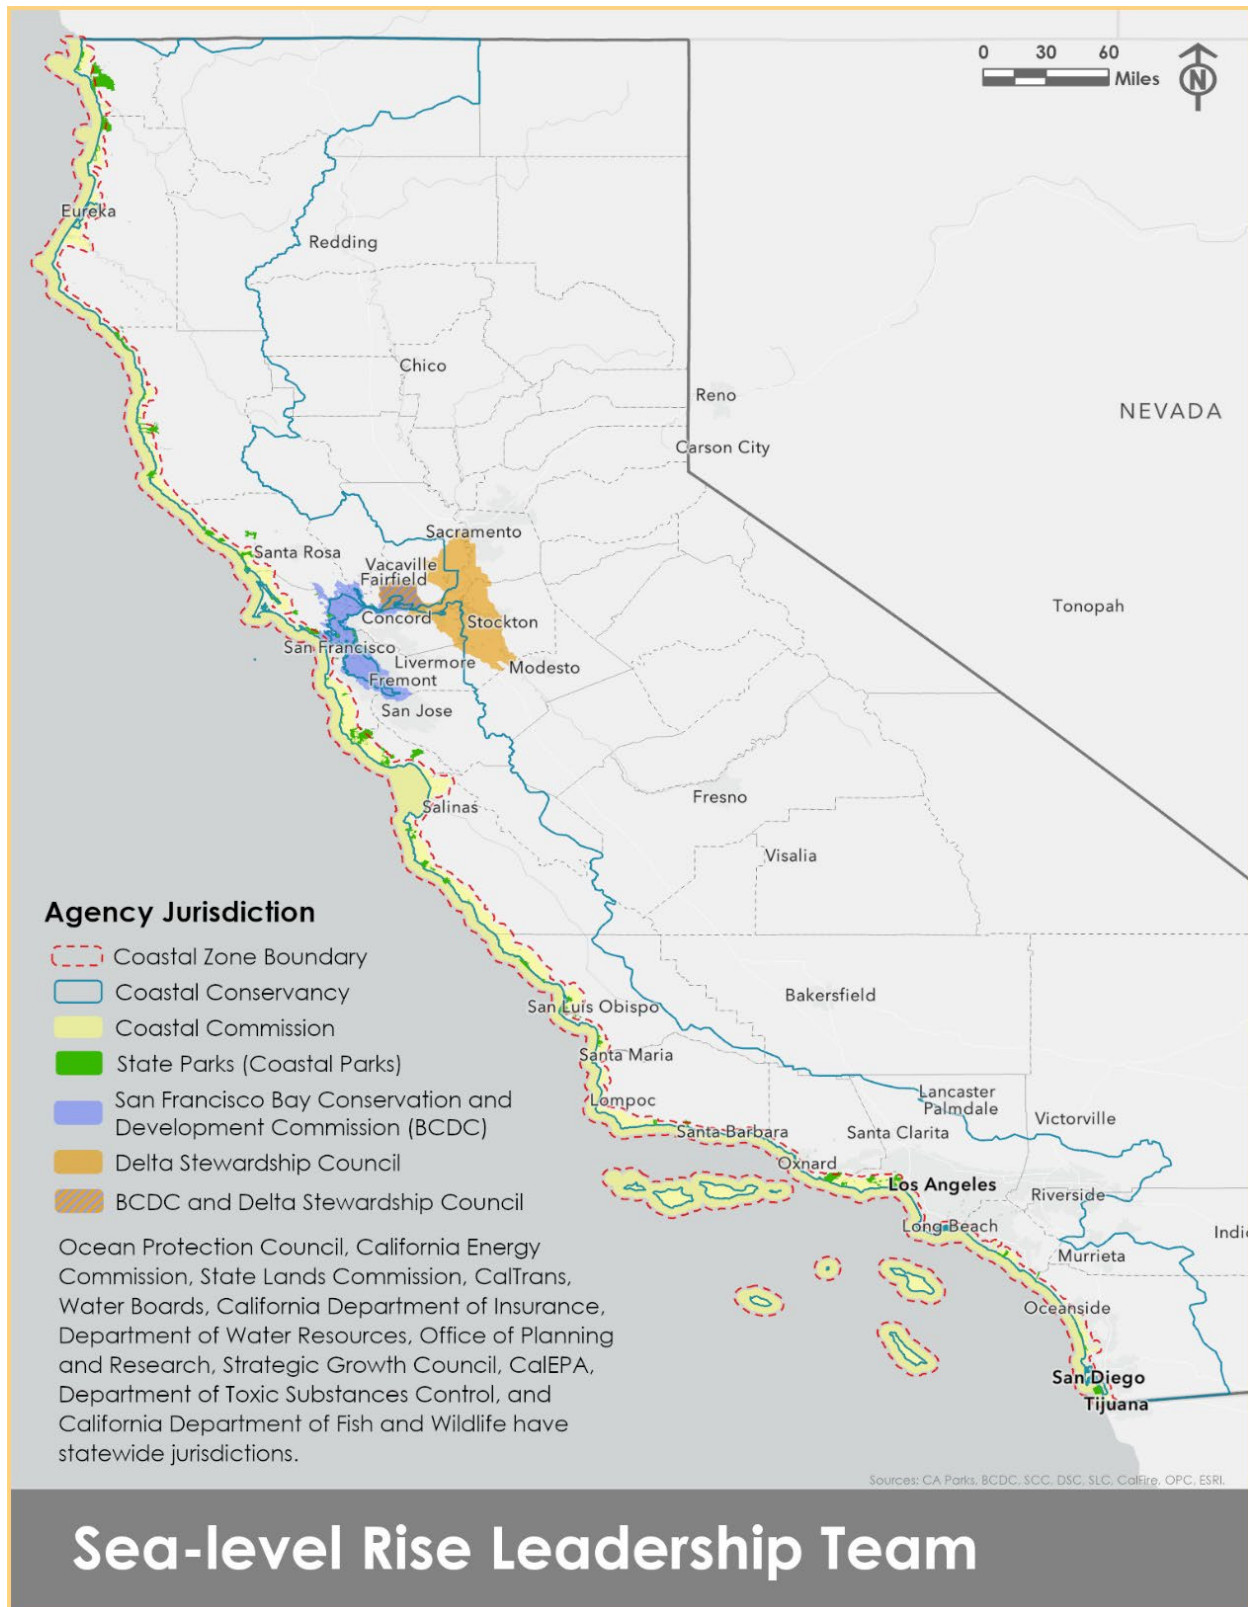 0 30 60
Miles
N
Eureka
Redding
Chico
Reno
NEVADA
Carson City
Sacramento
Santa Rosa
Vacaville
Fairfield
Tonopah
Concord
Stockton
San Francisco
Livermore
Modesto
Fremont
San Jose
Fresno
Salinas
Visalia
Agency Jurisdiction
Coastal Zone Boundary
Coastal Conservancy
Coastal Commission
State Parks (Coastal Parks)
San Francisco Bay Conservation and
Development Commission (BCDC)
Delta Stewardship Council
BCDC and Delta Stewardship Council
Bakersfield
San Luis Obispo
Santa Maria
Lompoc
Lancaster
Palmdale
Victorville
Santa Barbara
Santa Clarita
Oxnard
Los Angeles
Riverside
Long Beach
Indi
Murrieta
Oceanside
San Diego
Tijuana
Ocean Protection Council, California Energy
Commission, State Lands Commission, CalTrans,
Water Boards, California Department of Insurance,
Department of Water Resources, Office of Planning
and Research, Strategic Growth Council, CalEPA,
Department of Toxic Substances Control, and
California Department of Fish and Wildlife have
statewide jurisdictions.
Sources: CA Parks, BCDC, SCC, DSC, SLC, CalFire, OPC, ESRI.
Sea-level Rise Leadership Team